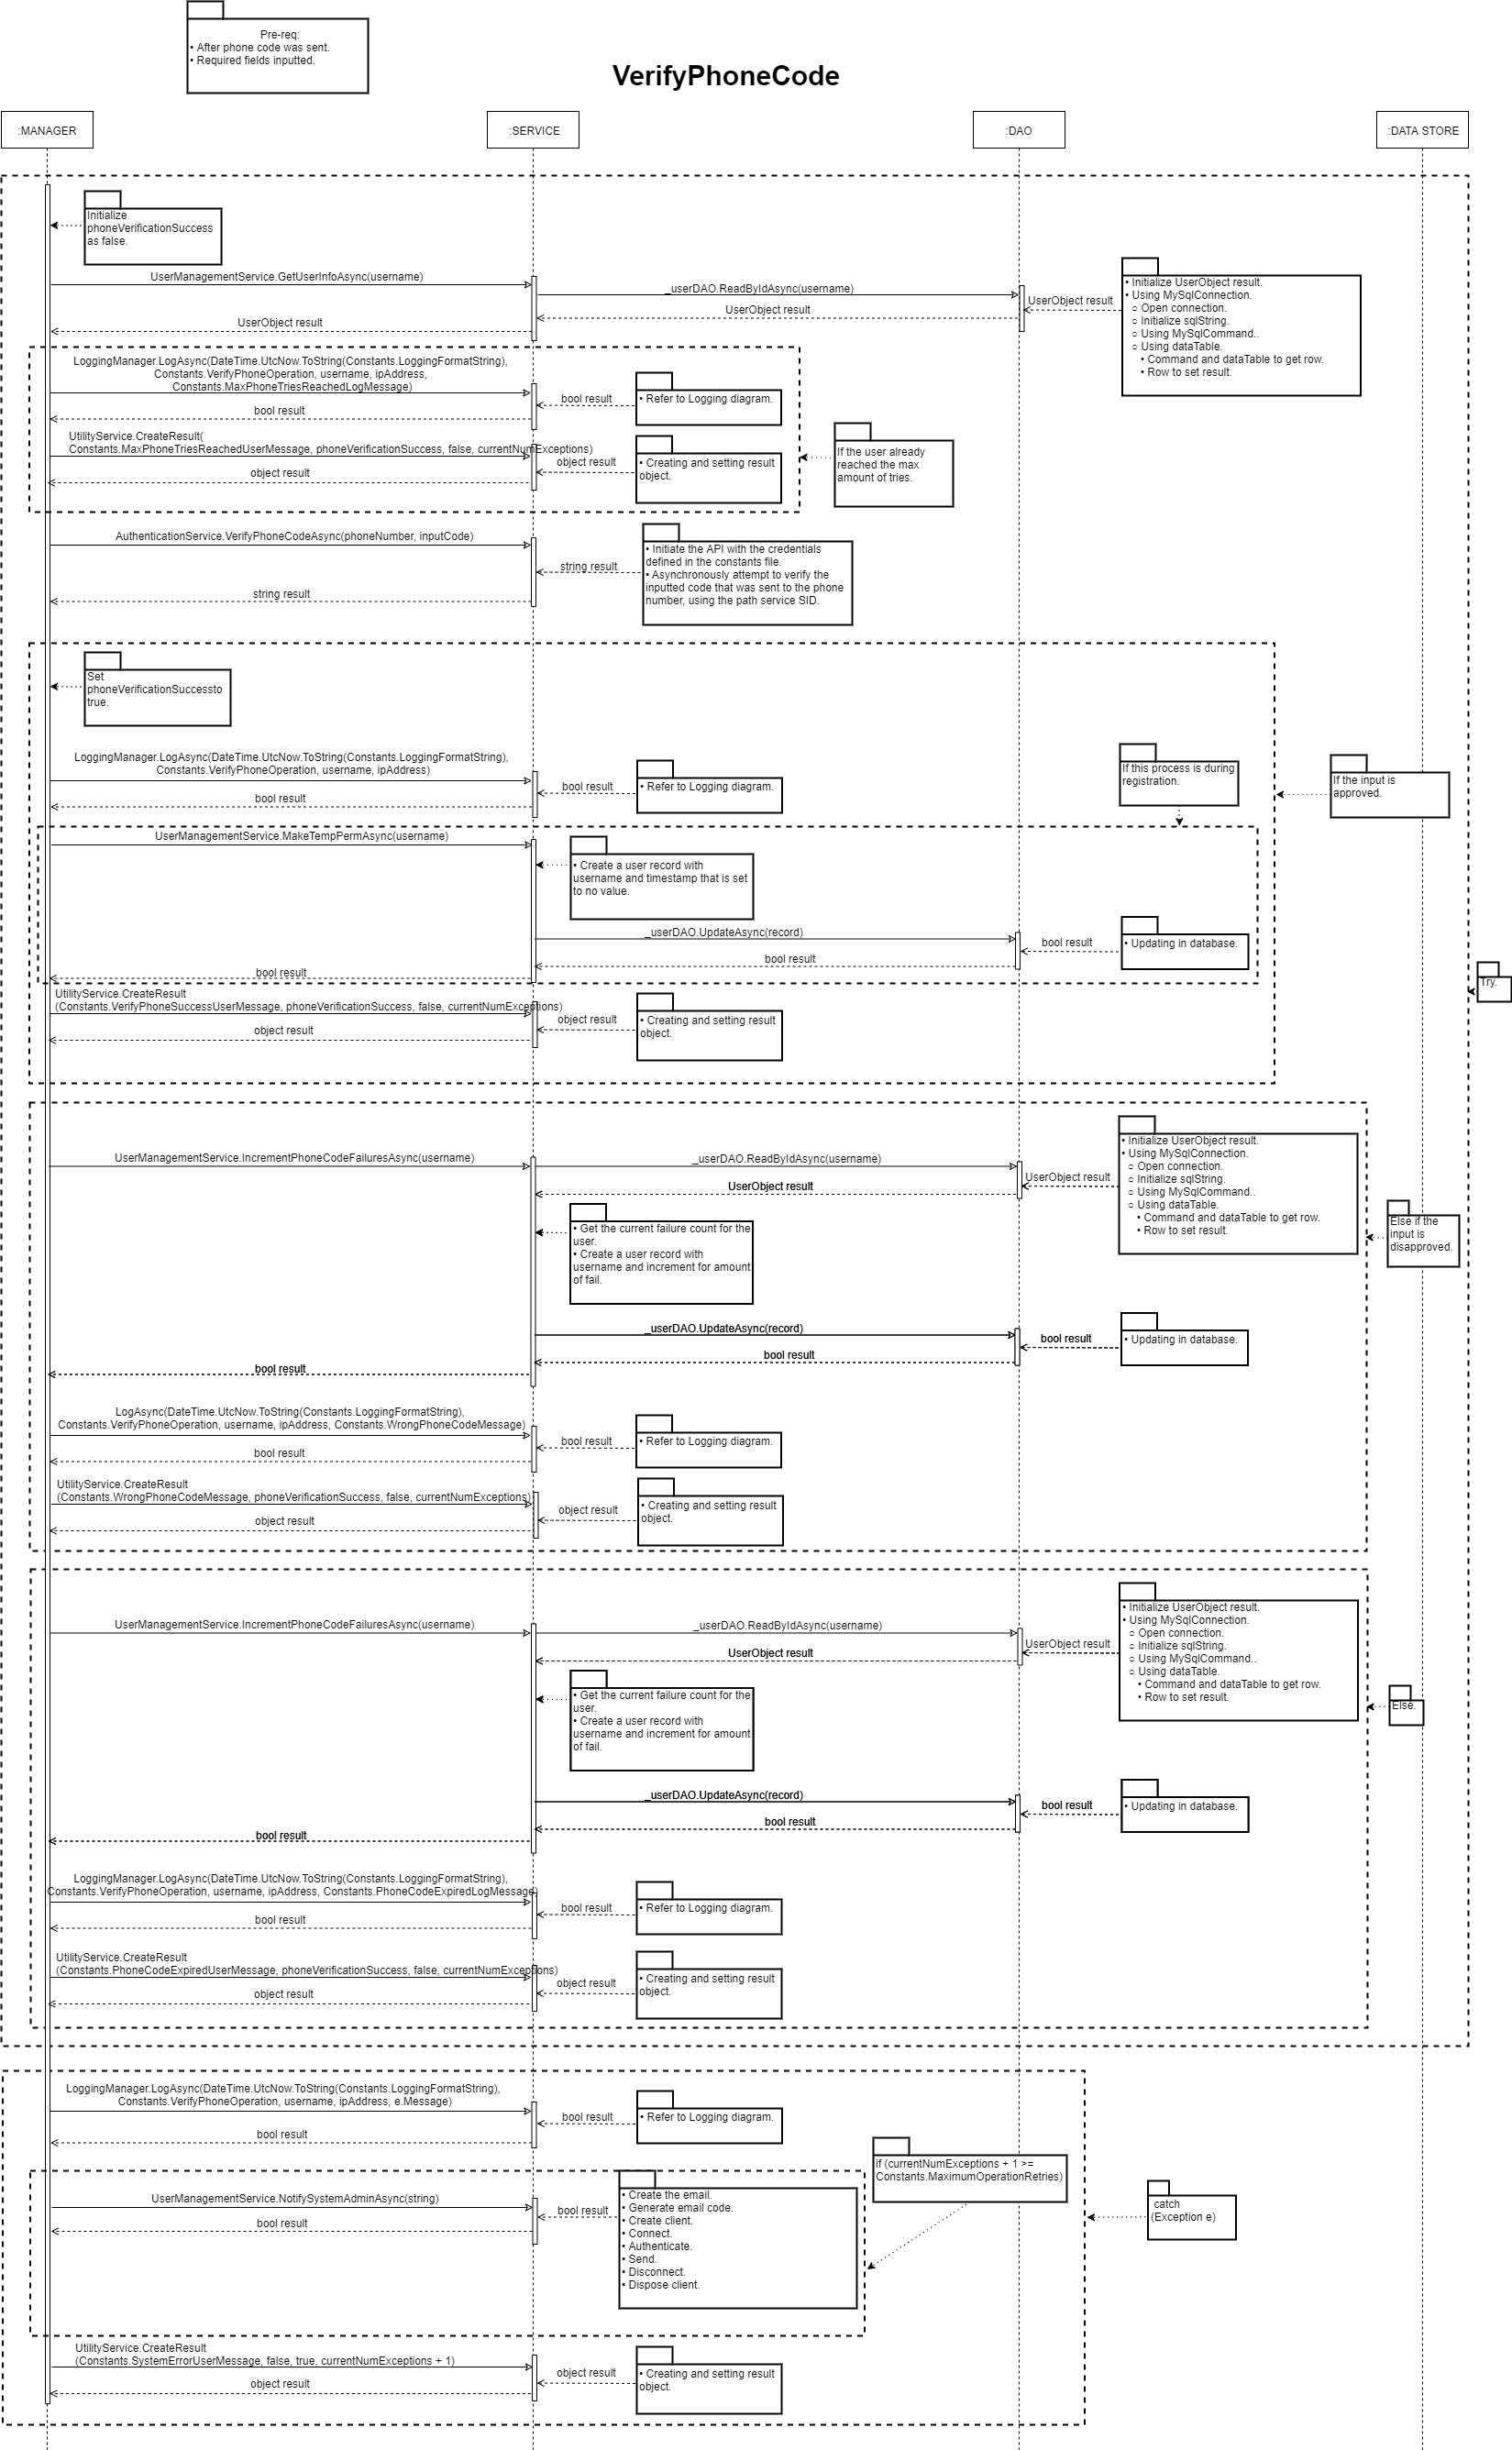 Pre-req:
• After phone code was sent.
• Required fields inputted.
VerifyPhoneCode
:MANAGER
:SERVICE
:DAO
:DATA STORE
Initialize
phoneVerificationSuccess
as false.
UserManagementService.GetUserInfoAsync(username)
_userDAO.ReadByIdAsync(username)
UserObject result
UserObject result
UserObject result
• Initialize UserObject result.
• Using MySqlConnection.
○ Open connection.
○ Initialize sqlString.
○ Using MySqlCommand..
○ Using dataTable.
• Command and dataTable to get row.
• Row to set result.
LoggingManager.LogAsync(DateTime.UtcNow.ToString(Constants.LoggingFormatString),
Constants.VerifyPhoneOperation, username, ipAddress,
Constants.MaxPhoneTriesReachedLogMessage)
bool result
bool result
• Refer to Logging diagram.
UtilityService.CreateResult(
Constants.MaxPhoneTriesReachedUserMessage, phoneVerificationSuccess, false, currentNumExceptions)
object result
object result
• Creating and setting result
object.
If the user already
reached the max
amount of tries.
AuthenticationService.VerifyPhoneCodeAsync(phoneNumber, inputCode)
string result
string result
• Initiate the API with the credentials
defined in the constants file.
• Asynchronously attempt to verify the
inputted code that was sent to the phone
number, using the path service SID.
Set
phoneVerificationSuccessto
true.
LoggingManager.LogAsync(DateTime.UtcNow.ToString(Constants.LoggingFormatString),
Constants.VerifyPhoneOperation, username, ipAddress)
bool result
bool result
• Refer to Logging diagram.
If this process is during
registration.
If the input is
approved.
UserManagementService.MakeTempPermAsync(username)
• Create a user record with
username and timestamp that is set
to no value.
_userDAO.UpdateAsync(record)
bool result
bool result
• Updating in database.
bool result
Try.
UtilityService.CreateResult
(Constants.VerifyPhoneSuccessUserMessage, phoneVerificationSuccess, false, currentNumExceptions)
object result
object result
• Creating and setting result
object.
UserManagementService.IncrementPhoneCodeFailuresAsync(username)
_userDAO.ReadByIdAsync(username)
UserObject result
UserObject result
• Initialize UserObject result.
• Using MySqlConnection.
○ Open connection.
○ Initialize sqlString.
○ Using MySqlCommand..
○ Using dataTable.
• Command and dataTable to get row.
• Row to set result.
Else if the
input is
disapproved.
• Get the current failure count for the
user.
• Create a user record with
username and increment for amount
of fail.
_userDAO.UpdateAsync(record)
bool result
bool result
• Updating in database.
bool result
LogAsync(DateTime.UtcNow.ToString(Constants.LoggingFormatString),
Constants.VerifyPhoneOperation, username, ipAddress, Constants.WrongPhoneCodeMessage)
bool result
bool result
• Refer to Logging diagram.
UtilityService.CreateResult
(Constants.WrongPhoneCodeMessage, phoneVerificationSuccess, false, currentNumExceptions)
object result
object result
• Creating and setting result
object.
UserManagementService.IncrementPhoneCodeFailuresAsync(username)
_userDAO.ReadByIdAsync(username)
UserObject result
UserObject result
• Initialize UserObject result.
• Using MySqlConnection.
○ Open connection.
○ Initialize sqlString.
○ Using MySqlCommand..
○ Using dataTable.
• Command and dataTable to get row.
• Row to set result.
Else.
• Get the current failure count for the
user.
• Create a user record with
username and increment for amount
of fail.
_userDAO.UpdateAsync(record)
bool result
bool result
• Updating in database.
bool result
LoggingManager.LogAsync(DateTime.UtcNow.ToString(Constants.LoggingFormatString),
Constants.VerifyPhoneOperation, username, ipAddress, Constants.PhoneCodeExpiredLogMessage)
bool result
bool result
• Refer to Logging diagram.
UtilityService.CreateResult
(Constants.PhoneCodeExpiredUserMessage, phoneVerificationSuccess, false, currentNumExceptions)
object result
object result
• Creating and setting result
object.
LoggingManager.LogAsync(DateTime.UtcNow.ToString(Constants.LoggingFormatString),
Constants.VerifyPhoneOperation, username, ipAddress, e.Message)
bool result
bool result
• Refer to Logging diagram.
if (currentNumExceptions + 1 >=
Constants.MaximumOperationRetries)
catch
(Exception e)
UserManagementService.NotifySystemAdminAsync(string)
bool result
bool result
• Create the email.
• Generate email code.
• Create client.
• Connect.
• Authenticate.
• Send.
• Disconnect.
• Dispose client.
UtilityService.CreateResult
(Constants.SystemErrorUserMessage, false, true, currentNumExceptions + 1)
object result
object result
• Creating and setting result
object.